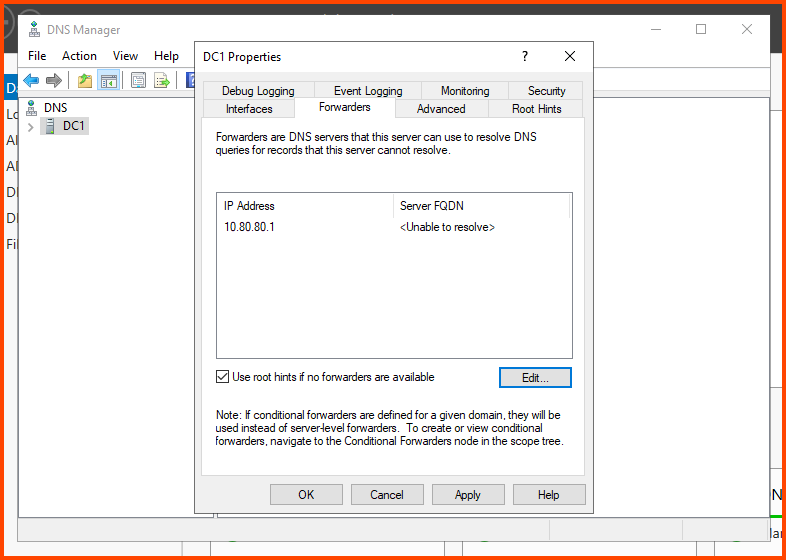 DNS Manager
File Action View Help
DNS
DC1
DC1 Properties
?
Debug Logging Event Logging Monitoring Security
Interfaces Forwarders Advanced Root Hints
Forwarders are DNS servers that this server can use to resolve DNS
queries for records that this server cannot resolve.
IP Address Server FQDN
10.80.80.1 <Unable to resolve>
Use root hints if no forwarders are available
Edit...
Note: If conditional forwarders are defined for a given domain, they will be
used instead of server-level forwarders. To create or view conditional
forwarders, navigate to the Conditional Forwarders node in the scope tree.
OK Cancel Apply Help